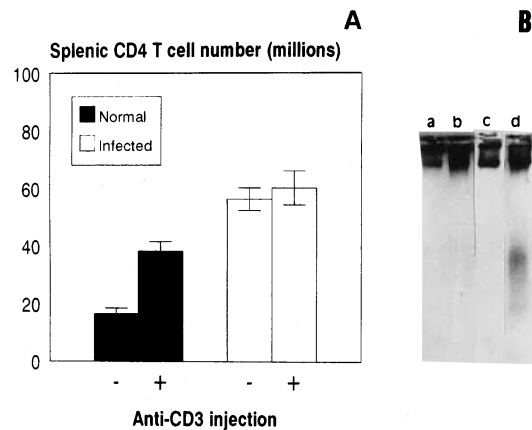 A
B
Splenic CD4 T cell number (millions)
100
80
60
40
20
0
Normal
Infected
- + - +
Anti-CD3 injection
a b c d